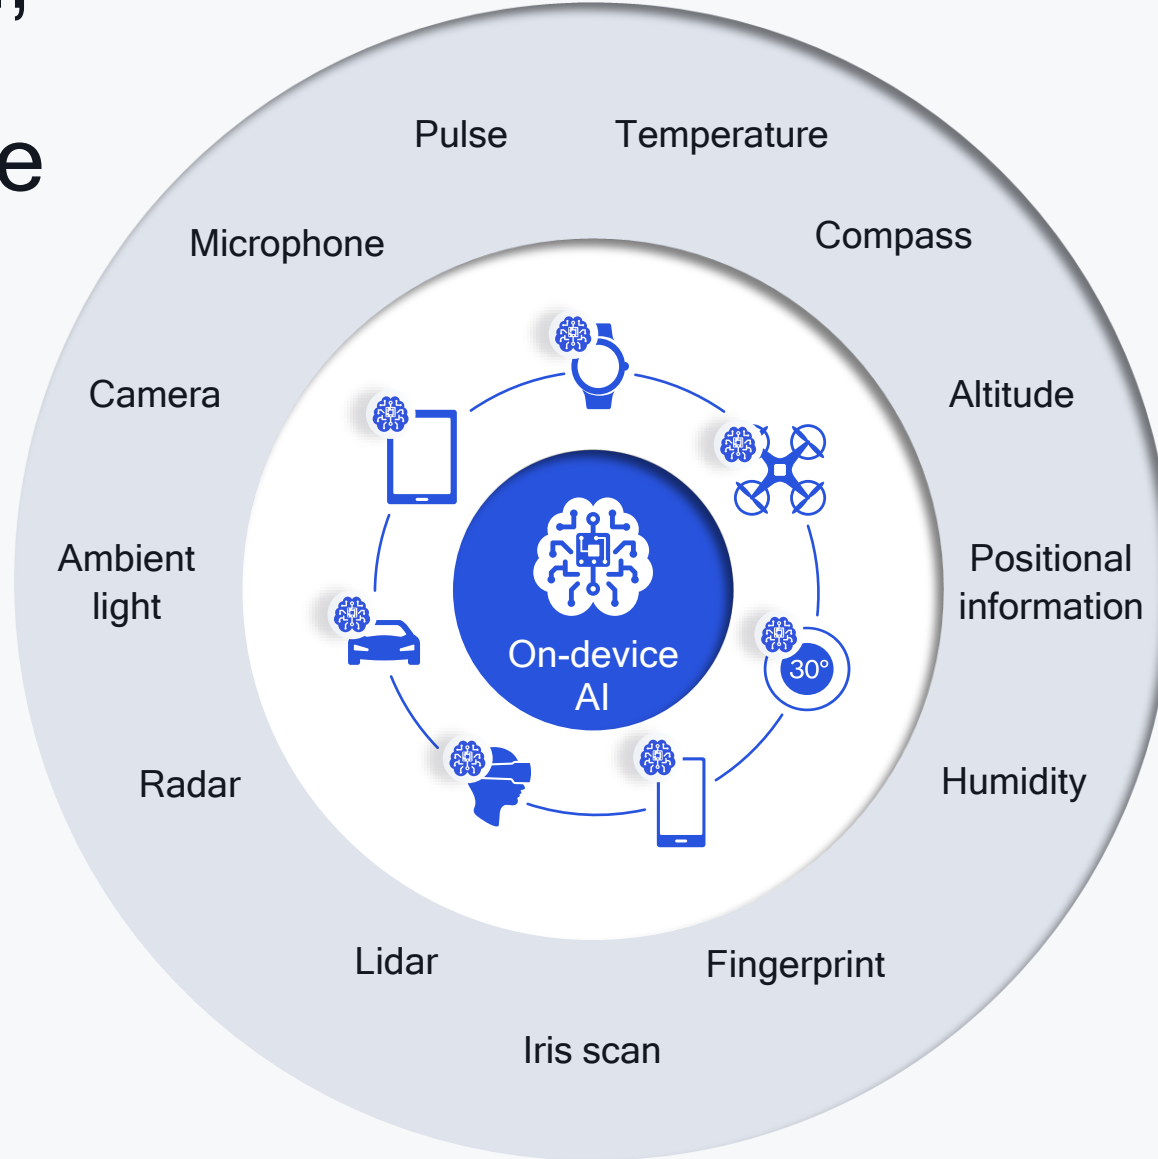 Pulse
Temperature
Microphone
Compass
Camera
Altitude
Ambient
light
Positional
information
On-device
AI
30°
Radar
Humidity
Lidar
Fingerprint
Iris scan